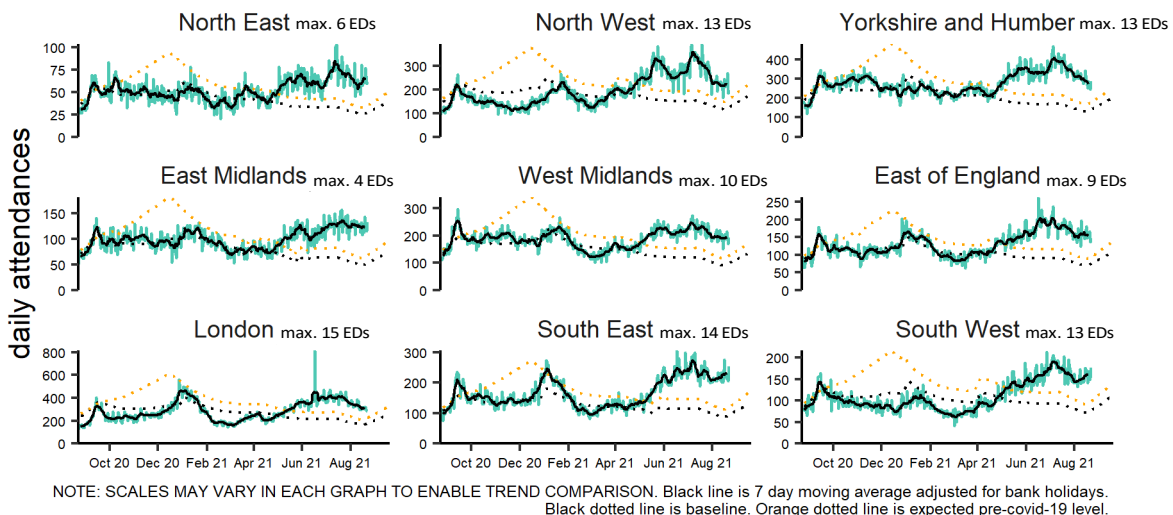 North East max. 6 EDs
North West max. 13 EDs
Yorkshire and Humber max. 13 EDs
100
75
50
25
0
300
200
100
0
400
300
200
100
0
daily attendances
East Midlands max. 4 EDs
West Midlands max. 10 EDs
East of England max. 9 EDs
150
100
50
0
300
200
100
0
250
200
150
100
50
0
London max. 15 EDs
South East max. 14 EDs
South West max. 13 EDs
800
600
400
200
0
300
200
100
0
200
150
100
50
0
Oct 20 Dec 20 Feb 21 Apr 21 Jun 21 Aug 21
Oct 20 Dec 20 Feb 21 Apr 21 Jun 21 Aug 21
Oct 20 Dec 20 Feb 21 Apr 21 Jun 21 Aug 21
NOTE: SCALES MAY VARY IN EACH GRAPH TO ENABLE TREND COMPARISON. Black line is 7 day moving average adjusted for bank holidays.
Black dotted line is baseline. Orange dotted line is expected pre-covid-19 level.